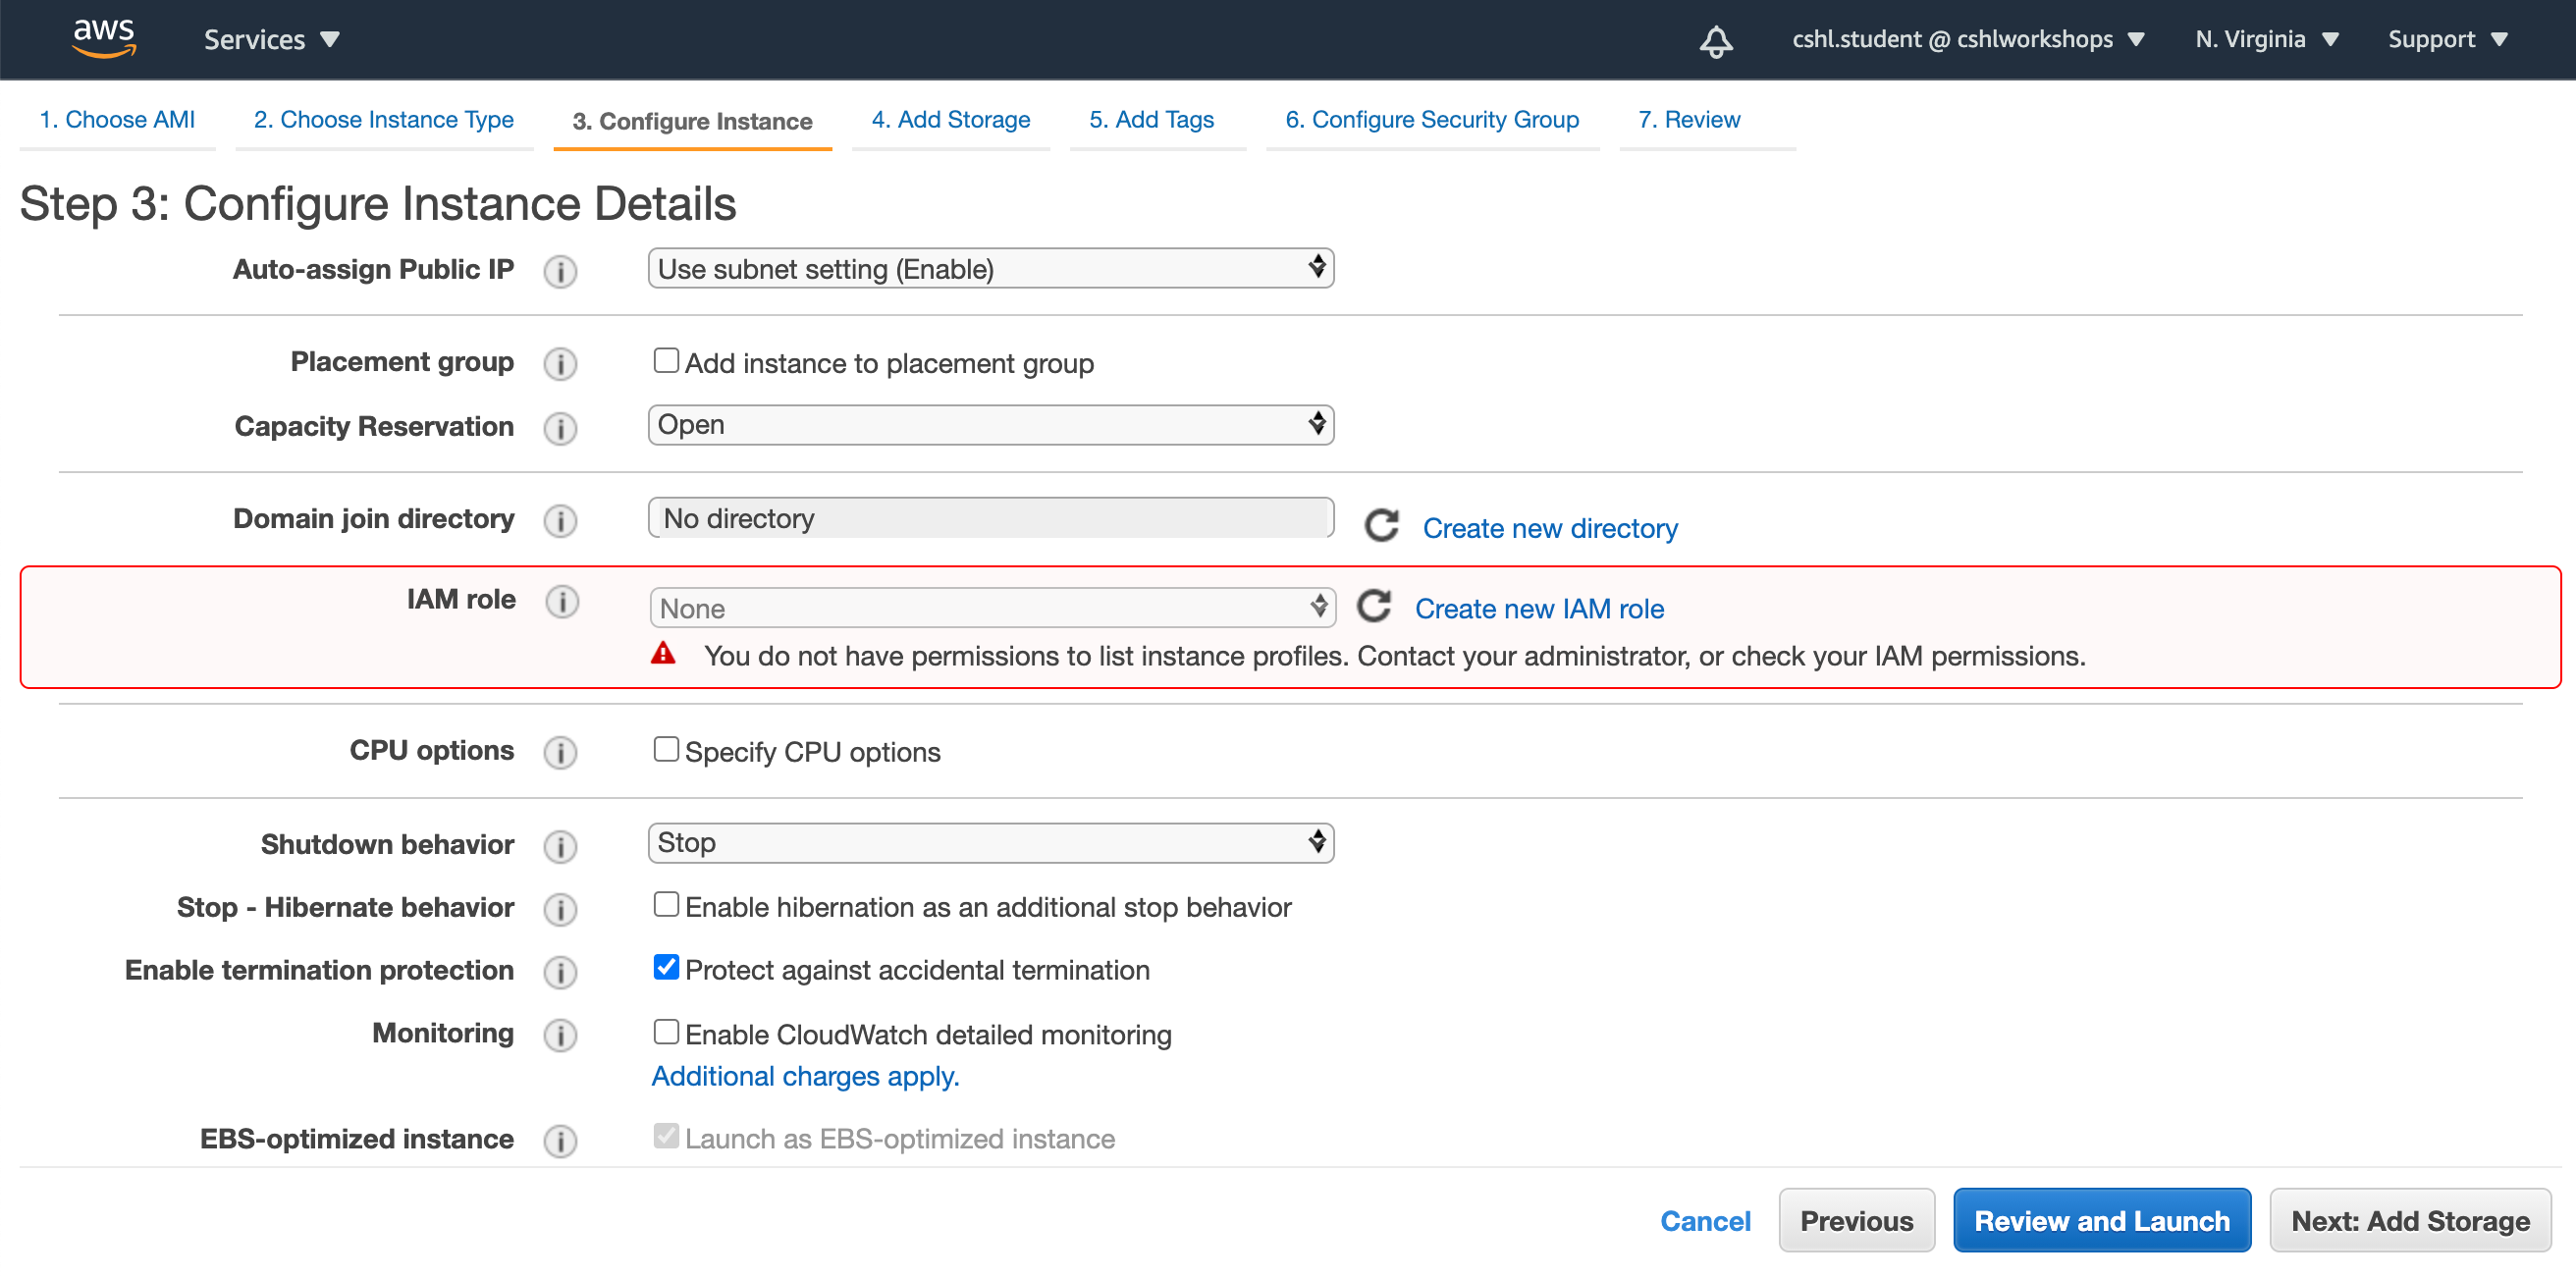 aws Services cshl.student @ cshlworkshops N. Virginia Support
1. Choose AMI 2. Choose Instance Type 3. Configure Instance 4. Add Storage 5. Add Tags 6. Configure Security Group 7. Review
Step 3: Configure Instance Details
Auto-assign Public IP i Use subnet setting (Enable)
Placement group i Add instance to placement group
Capacity Reservation i Open
Domain join directory i No directory Create new directory
IAM role i None Create new IAM role
You do not have permissions to list instance profiles. Contact your administrator, or check your IAM permissions.
CPU options i Specify CPU options
Shutdown behavior i Stop
Stop - Hibernate behavior i Enable hibernation as an additional stop behavior
Enable termination protection i Protect against accidental termination
Monitoring i Enable CloudWatch detailed monitoring
Additional charges apply.
EBS-optimized instance i Launch as EBS-optimized instance
Cancel Previous Review and Launch Next: Add Storage